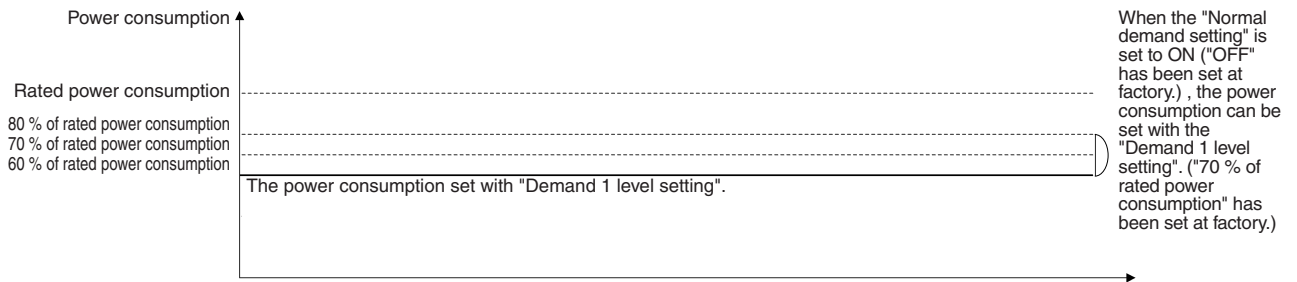 Power consumption
Rated power consumption
80 % of rated power consumption
70 % of rated power consumption
60 % of rated power consumption
The power consumption set with "Demand 1 level setting".
When the "Normal
demand setting" is
set to ON ("OFF"
has been set at
factory.) , the power
consumption can be
set with the
"Demand 1 level
setting". ("70 % of
rated power
consumption" has
been set at factory.)